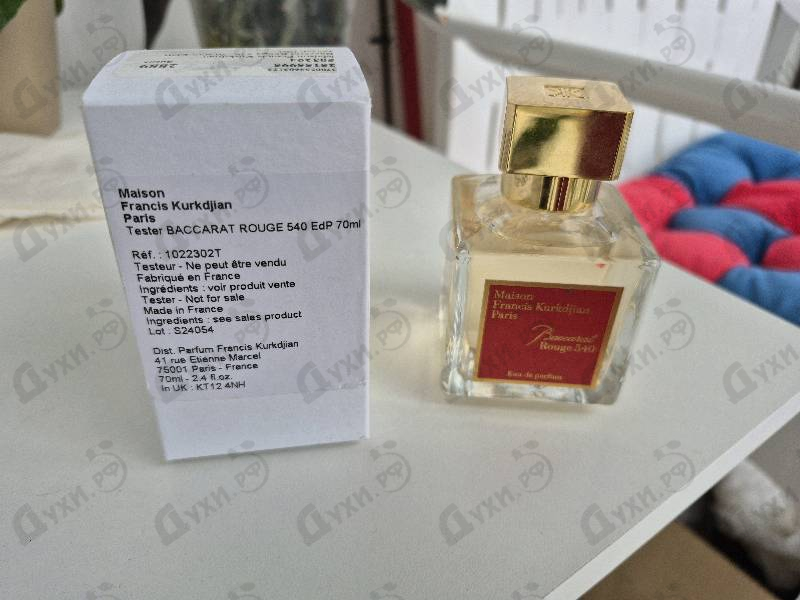 2889
Maison
Francis Kurkdjian
Paris
Tester BACCARAT ROUGE 540 EdP 70ml
Réf. : 1022302T
Testeur - Ne peut être vendu
Fabriqué en France
Ingrédients : voir produit vente
Tester - Not for sale
Made in France
Ingredients : see sales product
Lot : S24054
Dist. Parfum Francis Kurkdjian
41 rue Etienne Marcel
75001 Paris - France
70ml - 2.4 fl.oz.
In UK : KT12 4NH
Maison
Francis Kurkdjian
Paris
Baccarat
Rouge 540
Eau de parfum
Духи.рф